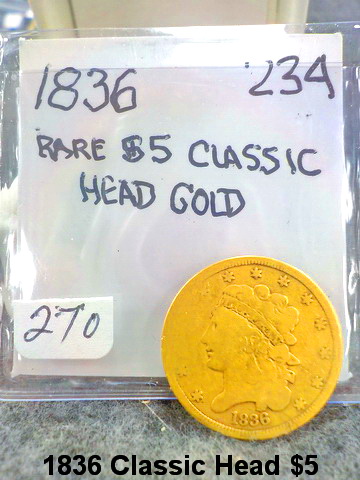 1836 234
RARE $5 CLASSIC
HEAD GOLD
270
1836
1836 Classic Head $5